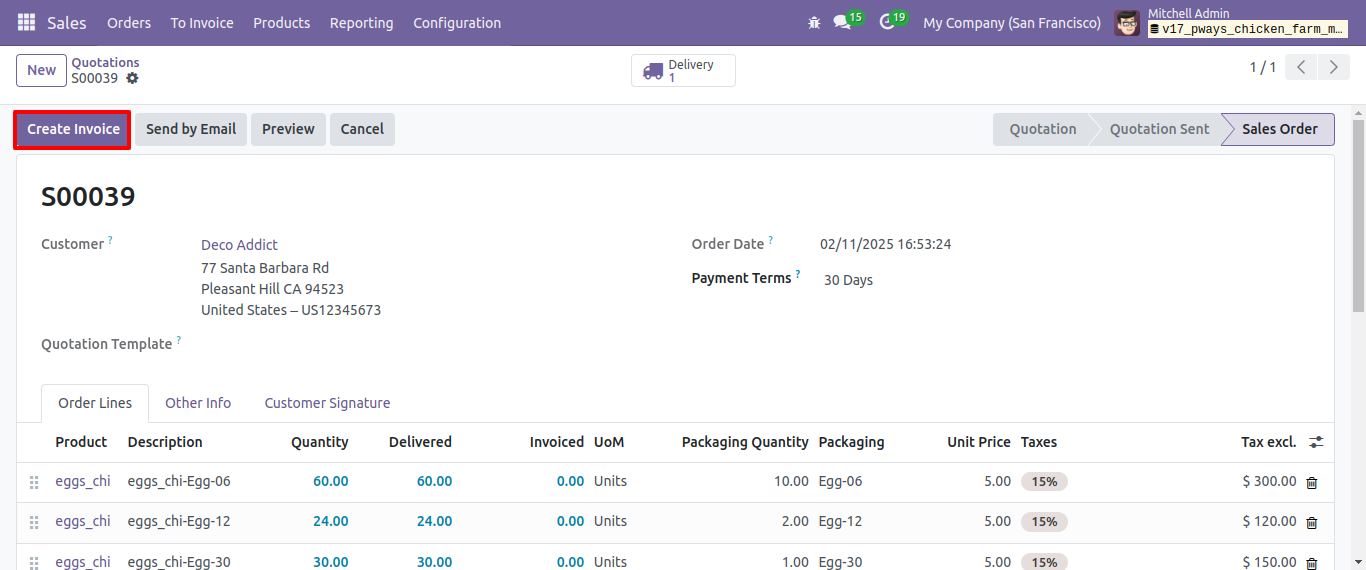 Sales Orders To Invoice Products Reporting Configuration 15 19 My Company (San Francisco) Mitchell Admin
v17_pways_chicken_farm_m...
New Quotations Delivery 1 / 1
S00039 1
Create Invoice Send by Email Preview Cancel Quotation Quotation Sent Sales Order
S00039
Customer ? Deco Addict Order Date ? 02/11/2025 16:53:24
77 Santa Barbara Rd
Payment Terms ? 30 Days
Pleasant Hill CA 94523
United States – US12345673
Quotation Template ?
Order Lines Other Info Customer Signature
Product Description Quantity Delivered Invoiced UoM Packaging Quantity Packaging Unit Price Taxes Tax excl.
eggs_chi eggs_chi-Egg-06 60.00 60.00 0.00 Units 10.00 Egg-06 5.00 15% $ 300.00
eggs_chi eggs_chi-Egg-12 24.00 24.00 0.00 Units 2.00 Egg-12 5.00 15% $ 120.00
eggs_chi eggs_chi-Egg-30 30.00 30.00 0.00 Units 1.00 Egg-30 5.00 15% $ 150.00